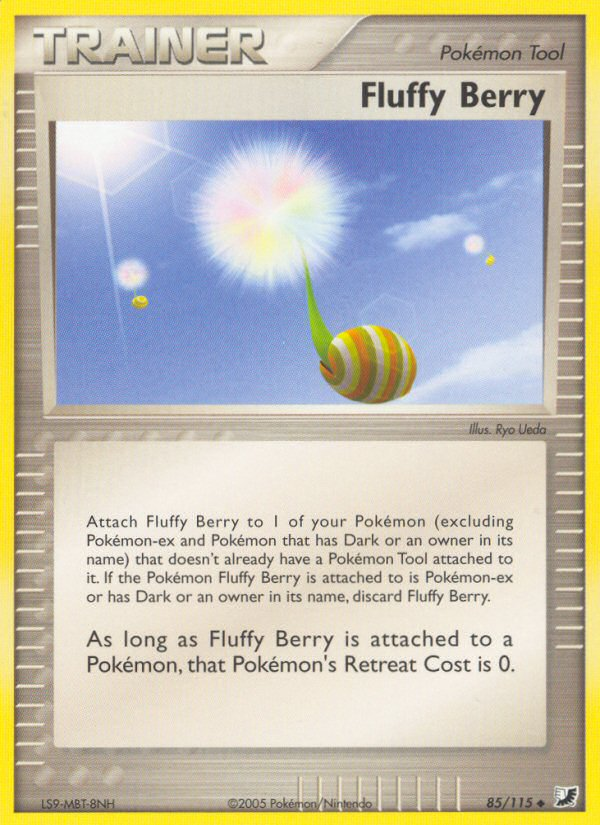 TRAINER
Pokémon Tool
Fluffy Berry
Illus. Ryo Ueda
Attach Fluffy Berry to 1 of your Pokémon (excluding
Pokémon-ex and Pokémon that has Dark or an owner in its
name) that doesn't already have a Pokémon Tool attached to
it. If the Pokémon Fluffy Berry is attached to is Pokémon-ex
or has Dark or an owner in its name, discard Fluffy Berry.
As long as Fluffy Berry is attached to a
Pokémon, that Pokémon's Retreat Cost is 0.
LS9-MBT-8NH
©2005 Pokémon/Nintendo
85/115